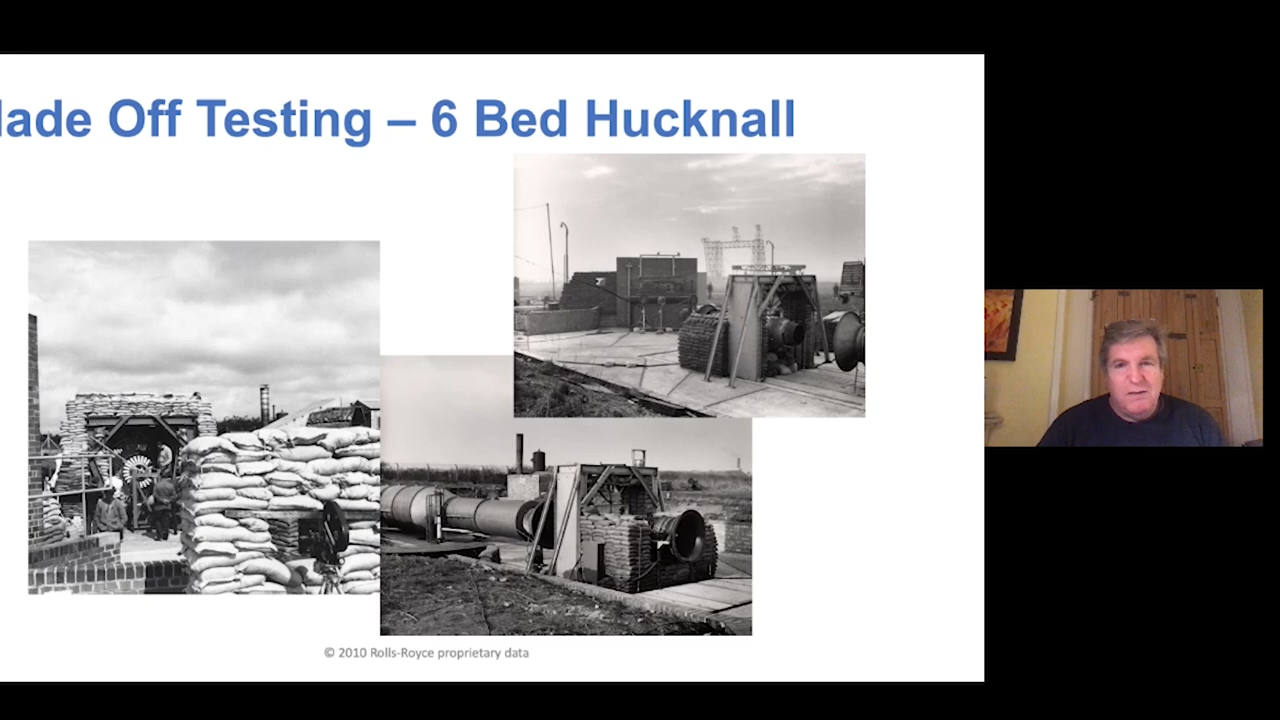 lade Off Testing – 6 Bed Hucknall
© 2010 Rolls-Royce proprietary data